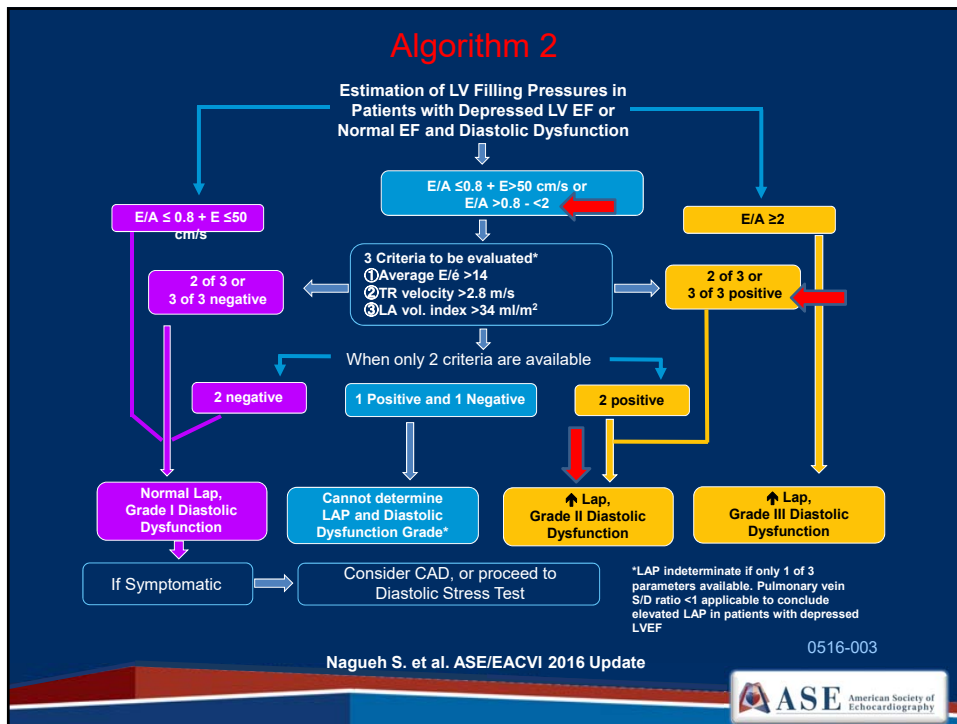 Algorithm 2
Estimation of LV Filling Pressures in
Patients with Depressed LV EF or
Normal EF and Diastolic Dysfunction
E/A ≤ 0.8 + E ≤50
cm/s
E/A ≤0.8 + E>50 cm/s or
E/A >0.8 - <2
E/A ≥2
2 of 3 or
3 of 3 negative
3 Criteria to be evaluated*
①Average E/é >14
②TR velocity >2.8 m/s
③LA vol. index >34 ml/m²
2 of 3 or
3 of 3 positive
When only 2 criteria are available
2 negative
1 Positive and 1 Negative
2 positive
Normal Lap,
Grade I Diastolic
Dysfunction
Cannot determine
LAP and Diastolic
Dysfunction Grade*
↑ Lap,
Grade II Diastolic
Dysfunction
↑ Lap,
Grade III Diastolic
Dysfunction
If Symptomatic
Consider CAD, or proceed to
Diastolic Stress Test
*LAP indeterminate if only 1 of 3
parameters available. Pulmonary vein
S/D ratio <1 applicable to conclude
elevated LAP in patients with depressed
LVEF
0516-003
Nagueh S. et al. ASE/EACVI 2016 Update
ASE American Society of
Echocardiography